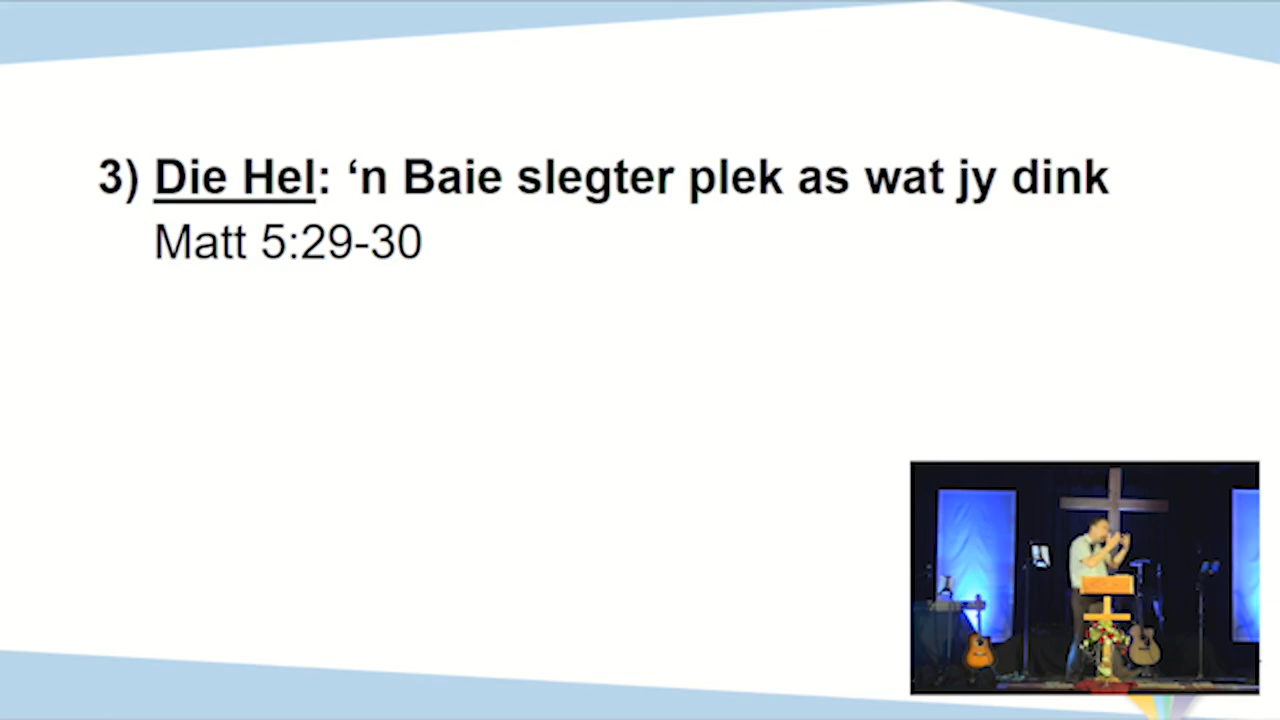 3) Die Hel: ‘n Baie slegter plek as wat jy dink
Matt 5:29-30